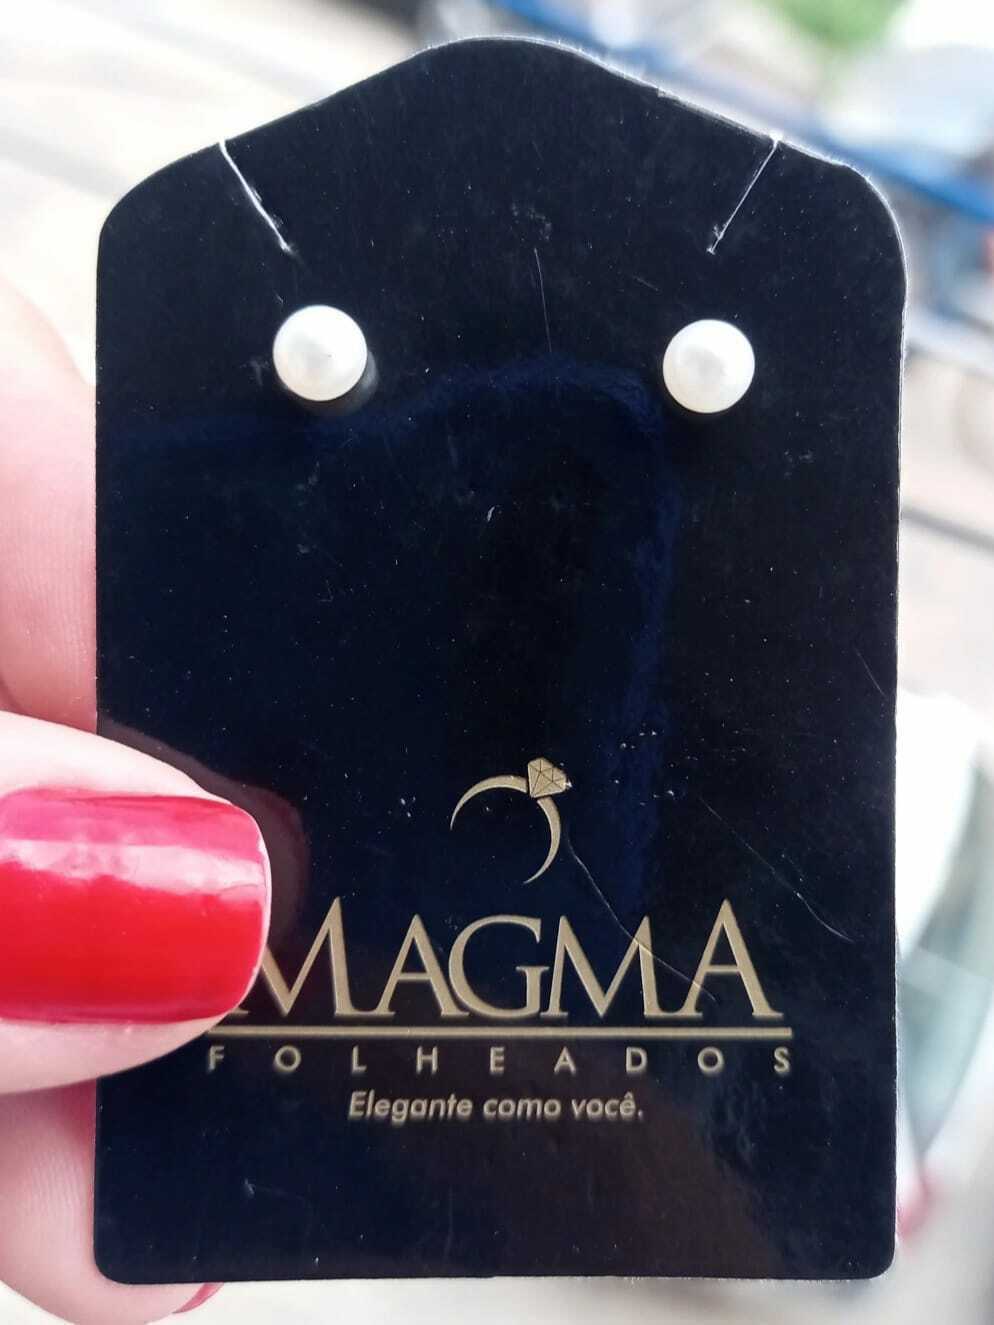 MAGMA
FOLHEADOS
Elegante como você.